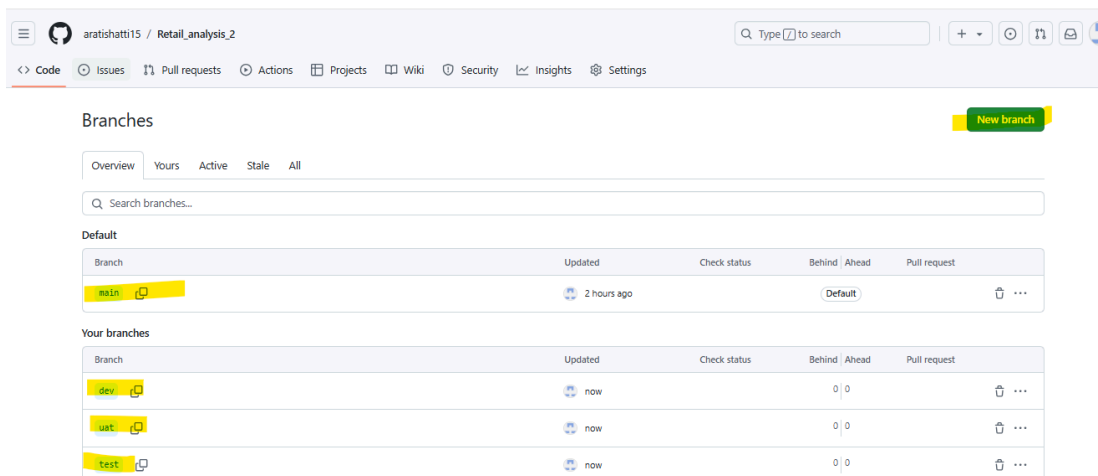 aratishatti15 / Retail_analysis_2
Type / to search
Code Issues Pull requests Actions Projects Wiki Security Insights Settings
Branches
New branch
Overview Yours Active Stale All
Search branches...
Default
Branch Updated Check status Behind Ahead Pull request
main 2 hours ago Default
Your branches
Branch Updated Check status Behind Ahead Pull request
dev now 0 0
uat now 0 0
test now 0 0